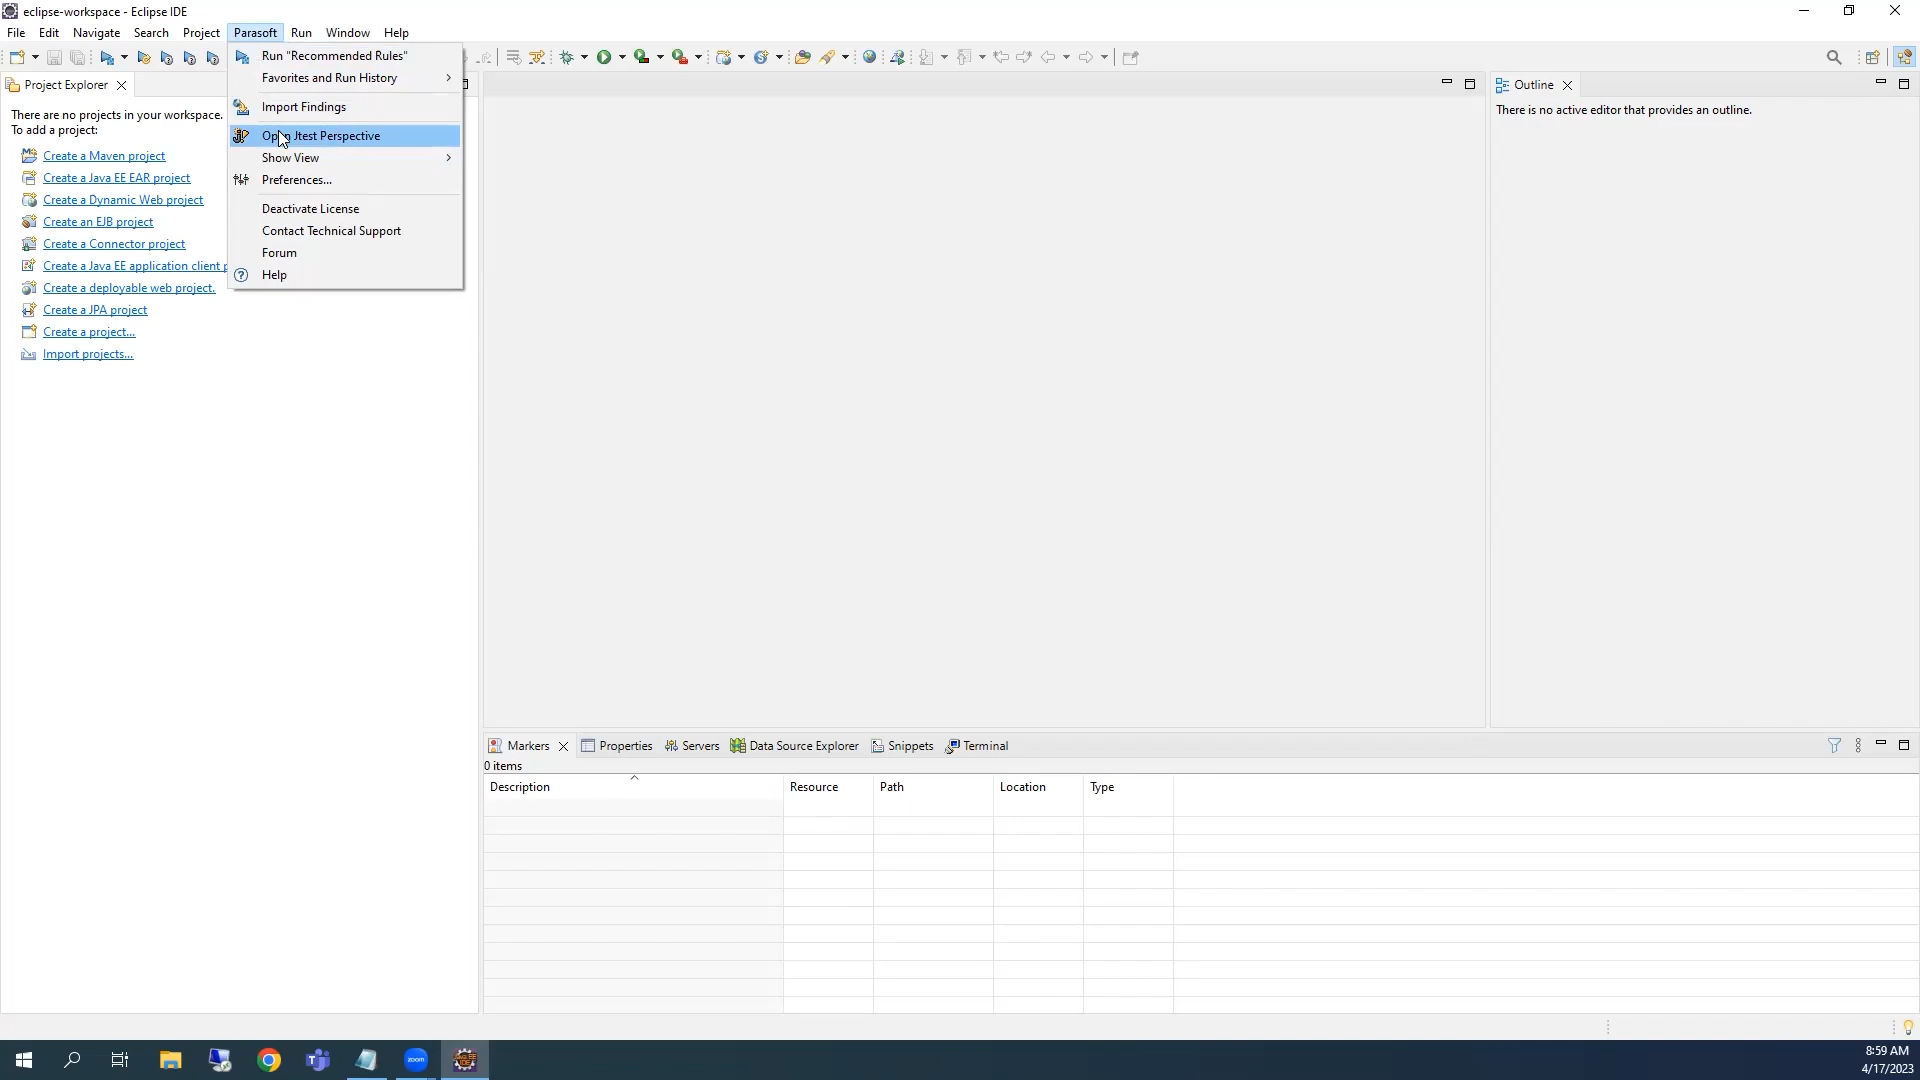 eclipse-workspace - Eclipse IDE
File Edit Navigate Search Project Parasoft Run Window Help
Run "Recommended Rules"
Favorites and Run History
Import Findings
Open Jtest Perspective
Show View
Preferences...
Deactivate License
Contact Technical Support
Forum
Help
Project Explorer
There are no projects in your workspace.
To add a project:
Create a Maven project
Create a Java EE EAR project
Create a Dynamic Web project
Create an EJB project
Create a Connector project
Create a Java EE application client p
Create a deployable web project.
Create a JPA project
Create a project...
Import projects...
Outline
There is no active editor that provides an outline.
Markers Properties Servers Data Source Explorer Snippets Terminal
0 items
Description Resource Path Location Type
zoom
8:59 AM
4/17/2023